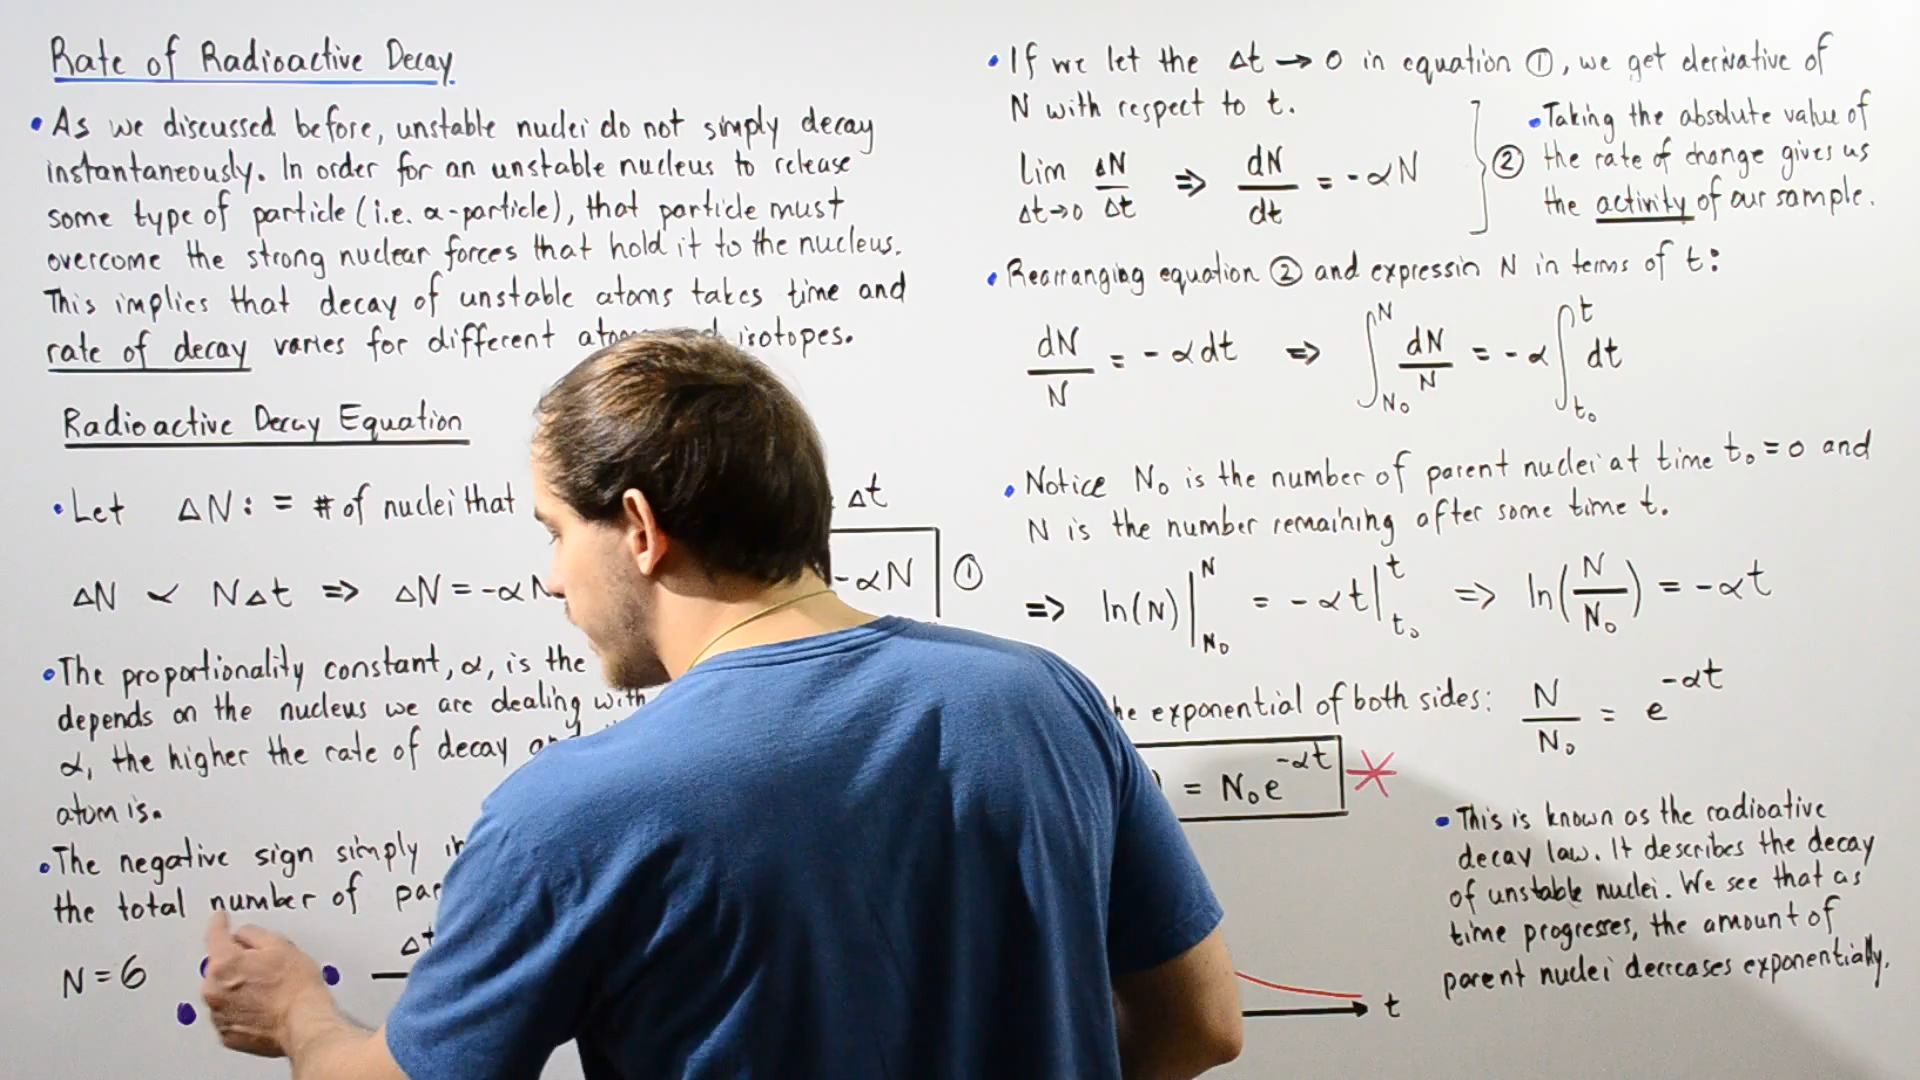 Rate of Radioactive Decay
• As we discussed before, unstable nuclei do not simply decay
instantaneously. In order for an unstable nucleus to release
some type of particle (i.e. α-particle), that particle must
overcome the strong nuclear forces that hold it to the nucleus.
This implies that decay of unstable atoms takes time and
rate of decay varies for different isotopes.
Radioactive Decay Equation
• Let ΔN: = # of nuclei that Δt
ΔN ∝ NΔt ⇒ ΔN = -αN -αN ①
• The proportionality constant, α, is the
depends on the nucleus we are dealing with
α, the higher the rate of decay
atom is.
• The negative sign simply
the total number of
N = 6 Δt
• If we let the Δt → 0 in equation ①, we get derivative of
N with respect to t.
lim Δt→0 ΔN/Δt ⇒ dN/dt = -αN ②
• Taking the absolute value of
the rate of change gives us
the activity of our sample.
• Rearranging equation ② and expressin N in terms of t:
dN/N = -αdt ⇒ ∫_N₀^N dN/N = -α∫_t₀^t dt
• Notice N₀ is the number of parent nuclei at time t₀ = 0 and
N is the number remaining after some time t.
⇒ ln(N)|_N₀^N = -αt|_t₀^t ⇒ ln(N/N₀) = -αt
exponential of both sides: N/N₀ = e^-αt
) = N₀e^-αt *
• This is known as the radioative
decay law. It describes the decay
of unstable nuclei. We see that as
time progresses, the amount of
parent nuclei decreases exponentially.
t